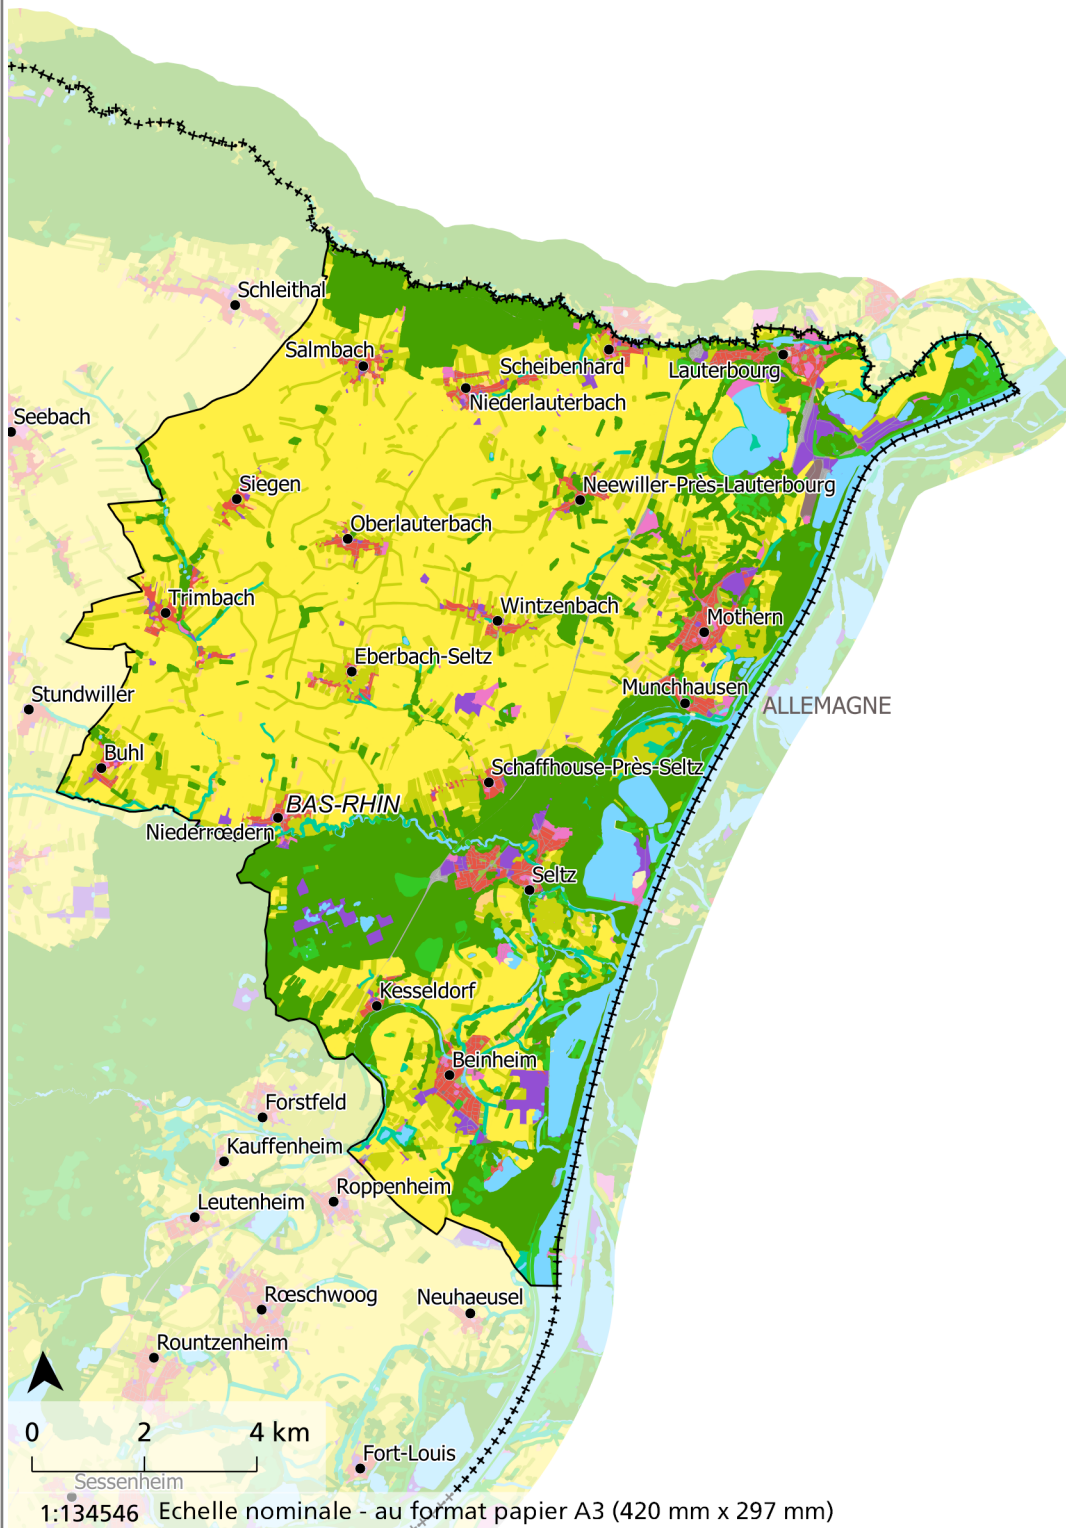 Schleithal
Salmbach
Scheibenhard
Lauterbourg
Niederlauterbach
Seebach
Siegen
Neewiller-Près-Lauterbourg
Oberlauterbach
Trimbach
Wintzenbach
Mothern
Eberbach-Seltz
Munchhausen
Stundwiller
ALLEMAGNE
Buhl
Schaffhouse-Près-Seltz
BAS-RHIN
Niederrœdern
Seltz
Kesseldorf
Beinheim
Forstfeld
Kauffenheim
Roppenheim
Leutenheim
Rœschwoog
Neuhaeusel
Rountzenheim
0 2 4 km
Fort-Louis
Sessenheim
1:134546 Echelle nominale - au format papier A3 (420 mm x 297 mm)